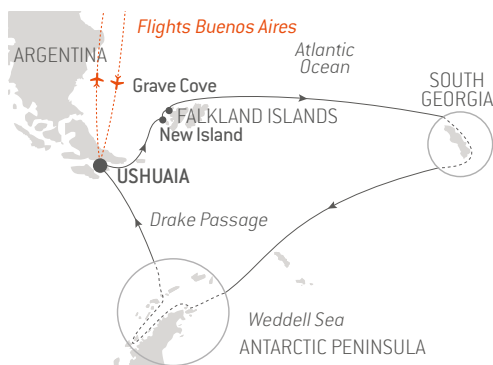 Flights Buenos Aires
ARGENTINA
Atlantic
Ocean
Grave Cove
SOUTH
GEORGIA
FALKLAND ISLANDS
New Island
USHUAIA
Drake Passage
Weddell Sea
ANTARCTIC PENINSULA